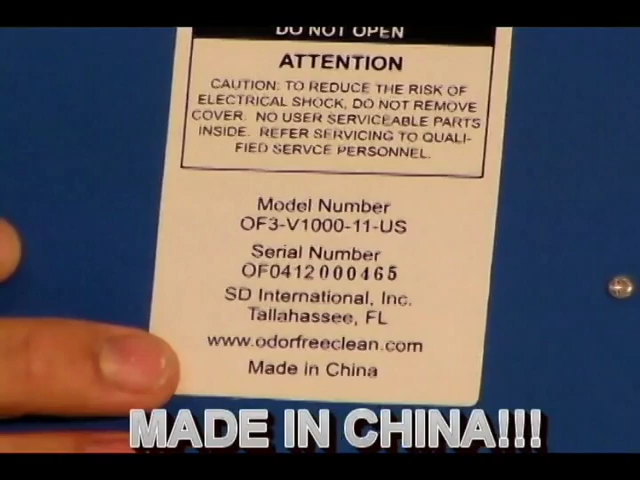 DO NOT OPEN
ATTENTION
CAUTION: TO REDUCE THE RISK OF
ELECTRICAL SHOCK, DO NOT REMOVE
COVER. NO USER SERVICEABLE PARTS
INSIDE. REFER SERVICING TO QUALI-
FIED SERVCE PERSONNEL.
Model Number
OF3-V1000-11-US
Serial Number
OF0412000465
SD International, Inc.
Tallahassee, FL
www.odorfreeclean.com
Made in China
MADE IN CHINA!!!